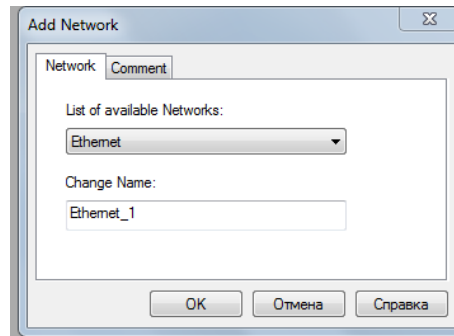 Add Network
Network Comment
List of available Networks:
Ethernet
Change Name:
Ethernet_1
OK Отмена Справка